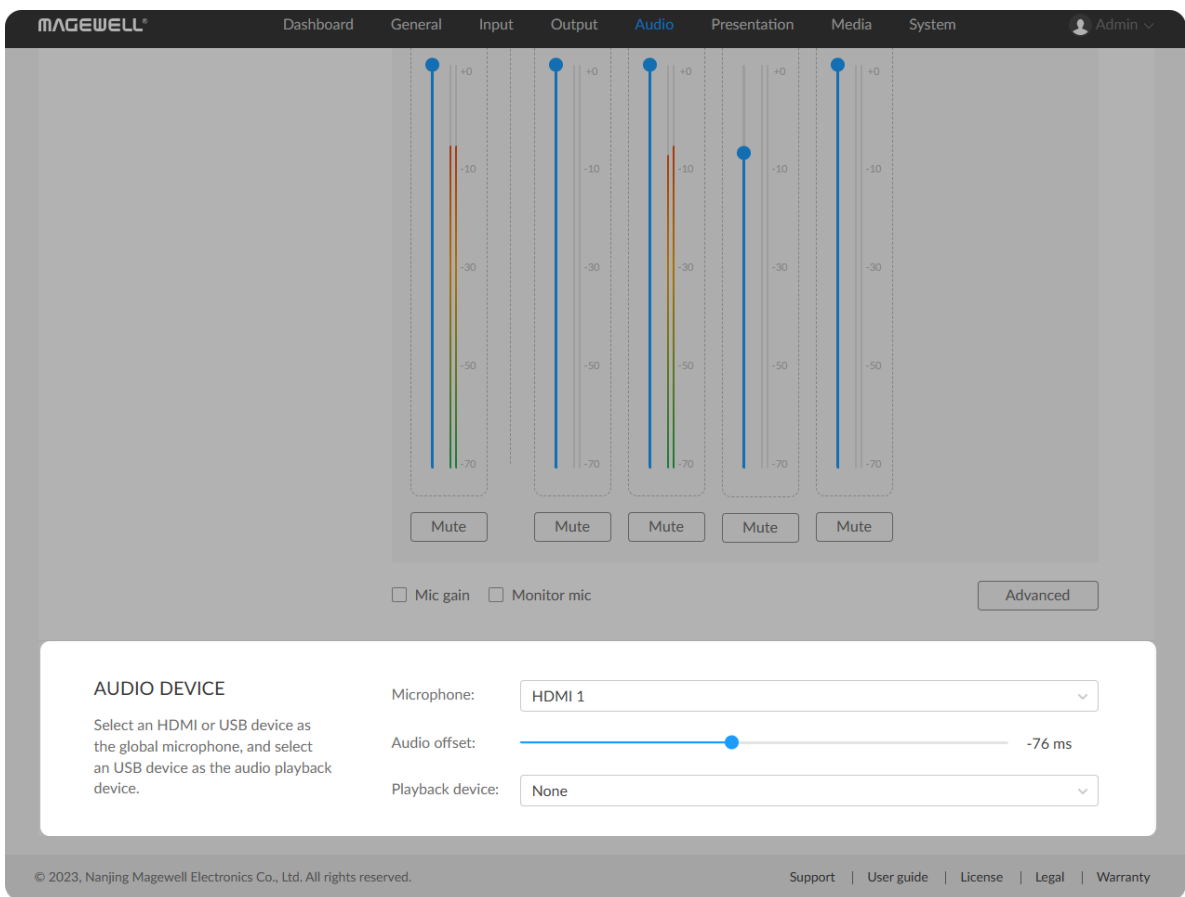 MAGEWELL® Dashboard General Input Output Audio Presentation Media System Admin
+0 +0 +0 +0
-10 -10 -10 -10 -10
-30 -30 -30 -30 -30
-50 -50 -50 -50 -50
-70 -70 -70 -70 -70
Mute Mute Mute Mute Mute
Mic gain Monitor mic Advanced
AUDIO DEVICE
Select an HDMI or USB device as
the global microphone, and select
an USB device as the audio playback
device.
Microphone: HDMI 1
Audio offset: -76 ms
Playback device: None
© 2023, Nanjing Magewell Electronics Co., Ltd. All rights reserved. Support | User guide | License | Legal | Warranty